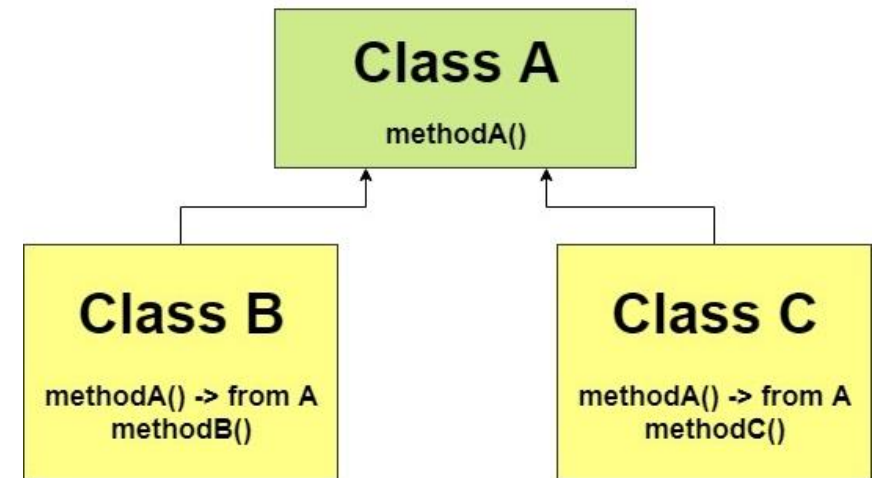 Class A
methodA()
Class B
methodA() -> from A
methodB()
Class C
methodA() -> from A
methodC()